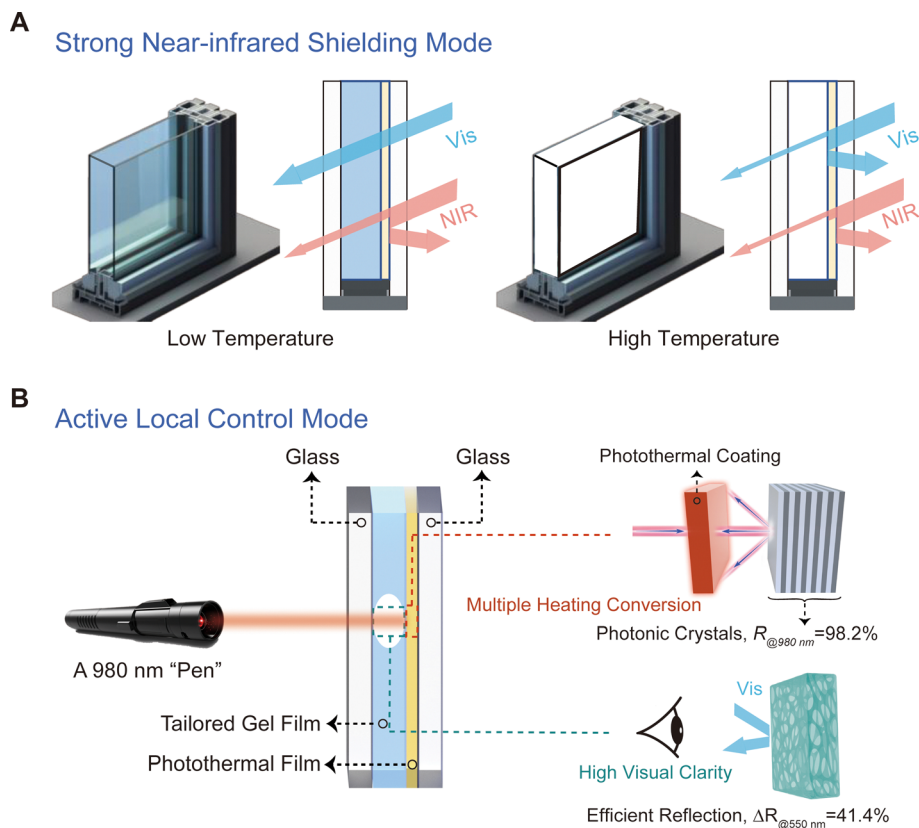 A
Strong Near-infrared Shielding Mode
Vis
NIR
Vis
NIR
Low Temperature
High Temperature
B
Active Local Control Mode
Glass
Glass
Photothermal Coating
Multiple Heating Conversion
Photonic Crystals, R@980 nm=98.2%
A 980 nm “Pen”
Vis
Tailored Gel Film
Photothermal Film
High Visual Clarity
Efficient Reflection, ΔR@550 nm=41.4%